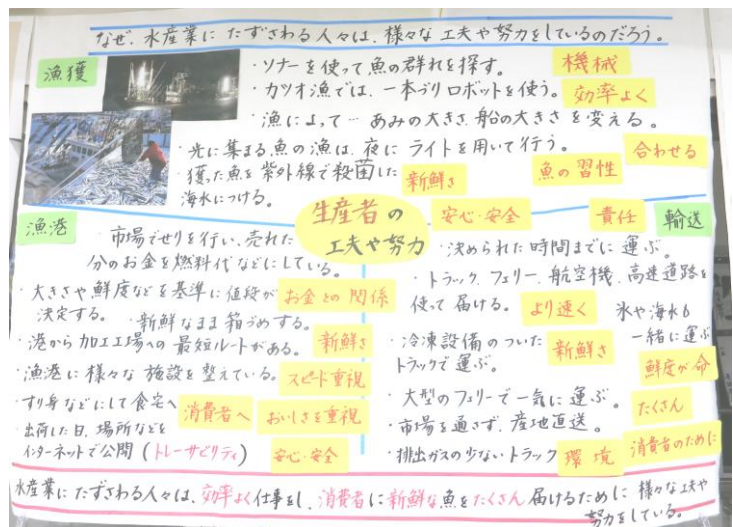 なぜ、水産業にたずさわる人々は、様々な工夫や努力をしているのだろう。
漁獲
・ソナーを使って魚の群れを探す。
機械
・カツオ漁では、一本づりロボットを使う。
効率よく
・漁によって…あみの大きさ、船の大きさを変える。
合わせる
・光に集まる魚の漁は、夜にライトを用いて行う。
魚の習性
・獲った魚を紫外線で殺菌した
海水につける。
新鮮さ
生産者の
工夫や努力
安心・安全
責任
漁港
・市場でせりを行い、売れた
分のお金を燃料代などにしている。
・大きさや鮮度などを基準に値段が
決定する。
お金との関係
・新鮮なまま箱づめする。
・港から加工工場への最短ルートがある。
新鮮さ
・漁港に様々な施設を整えている。
スピード重視
・すり身などにして食宅へ
消費者へ
おいしさを重視
・出荷した日、場所などを
インターネットで公開(トレーサビリティ)
安心・安全
輸送
・決められた時間までに運ぶ。
・トラック、フェリー、航空機、高速道路を
使って届ける。
より速く
氷や海水も
一緒に運ぶ
・冷凍設備のついた
トラックで運ぶ。
新鮮さ
鮮度が命
・大型のフェリーで一気に運ぶ。
たくさん
・市場を通さず、産地直送。
消費者のために
・排出ガスの少ないトラック
環境
水産業にたずさわる人々は、効率よく仕事をし、消費者に新鮮な魚をたくさん届けるために様々な工夫や
努力をしている。